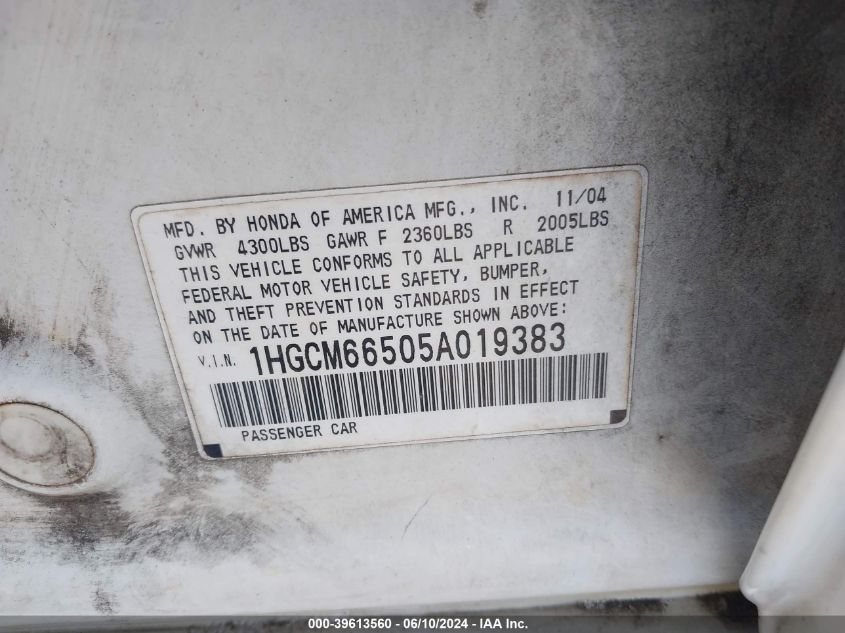 MFD. BY HONDA OF AMERICA MFG., INC. 11/04
GVWR 4300LBS GAWR F 2360LBS R 2005LBS
THIS VEHICLE CONFORMS TO ALL APPLICABLE
FEDERAL MOTOR VEHICLE SAFETY, BUMPER,
AND THEFT PREVENTION STANDARDS IN EFFECT
ON THE DATE OF MANUFACTURE SHOWN ABOVE:
V.I.N. 1HGCM66505A019383
PASSENGER CAR
000-39613560 - 06/10/2024 - IAA Inc.